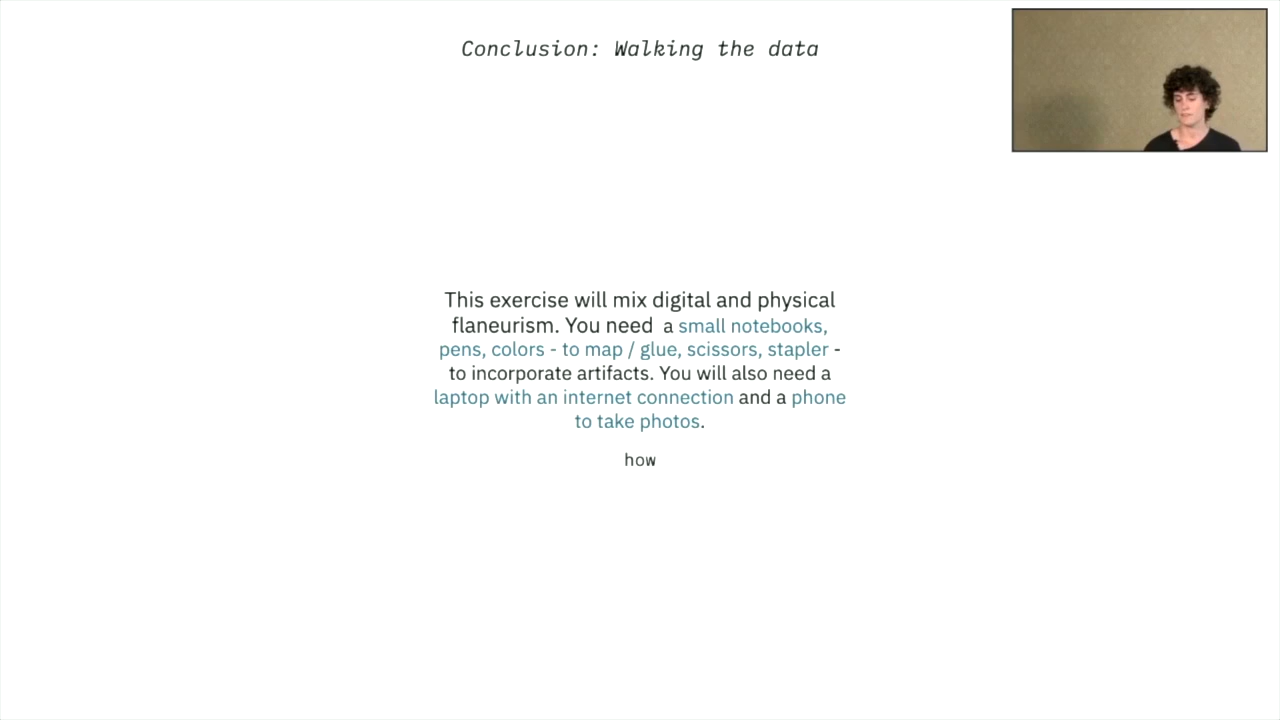 Conclusion: Walking the data
This exercise will mix digital and physical
flaneurism. You need a small notebooks,
pens, colors - to map / glue, scissors, stapler -
to incorporate artifacts. You will also need a
laptop with an internet connection and a phone
to take photos.
how